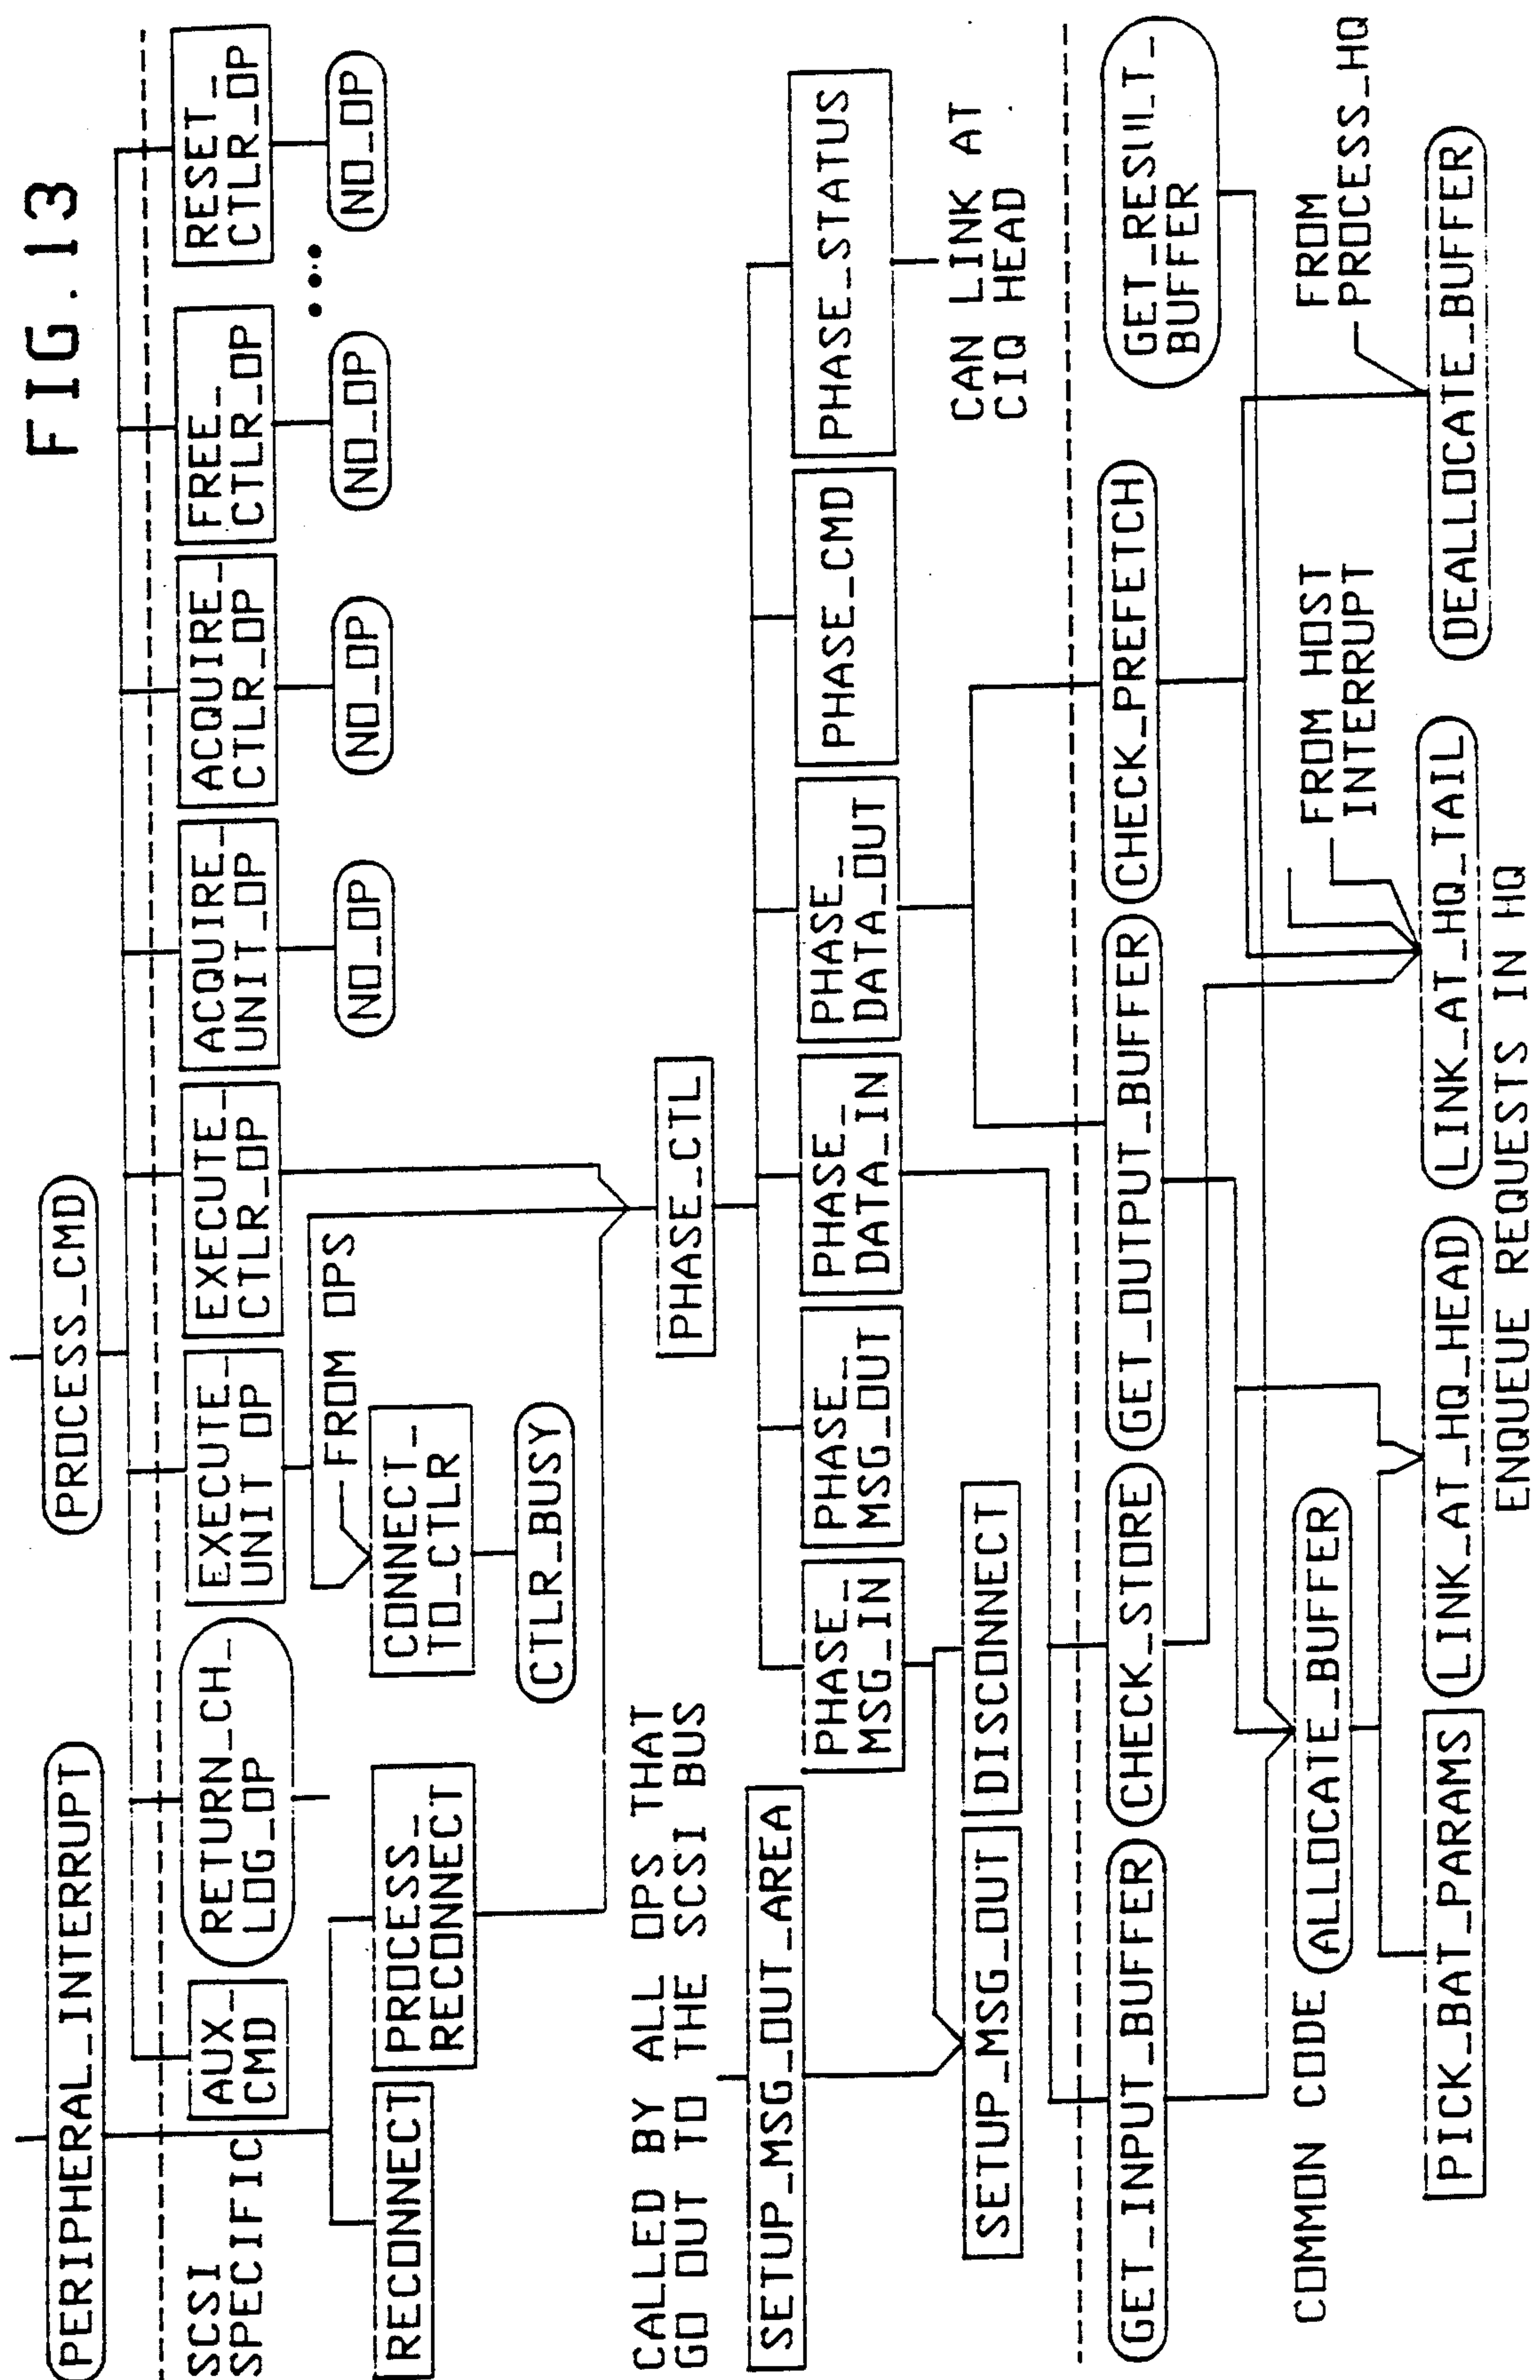 FIG. 13
PERIPHERAL_INTERRUPT
PROCESS_CMD
SCSI
SPECIFIC
AUX_
CMD
RETURN_CH_
LOG_OP
EXECUTE_
UNIT OP
EXECUTE_
CTLR_OP
ACQUIRE_
UNIT_OP
ACQUIRE_
CTLR_OP
FREE_
CTLR_OP
RESET_
CTLR_OP
NO_OP
NO_OP
NO_OP
...
NO_OP
FROM OPS
RECONNECT
PROCESS_
RECONNECT
CONNECT_
TO_CTLR
CTLR_BUSY
CALLED BY ALL OPS THAT
GO OUT TO THE SCSI BUS
PHASE_CTL
SETUP_MSG_OUT_AREA
PHASE_
MSG_IN
PHASE_
MSG_OUT
PHASE_
DATA_IN
PHASE_
DATA_OUT
PHASE_CMD
PHASE_STATUS
CAN LINK AT
CIQ HEAD
SETUP_MSG_OUT
DISCONNECT
GET_INPUT_BUFFER
CHECK_STORE
GET_OUTPUT_BUFFER
CHECK_PREFETCH
GET_RESULT_
BUFFER
COMMON CODE
ALLOCATE_BUFFER
FROM HOST
INTERRUPT
FROM
PROCESS_HQ
PICK_BAT_PARAMS
LINK_AT_HQ_HEAD
LINK_AT_HQ_TAIL
DEALLOCATE_BUFFER
ENQUEUE REQUESTS IN HQ